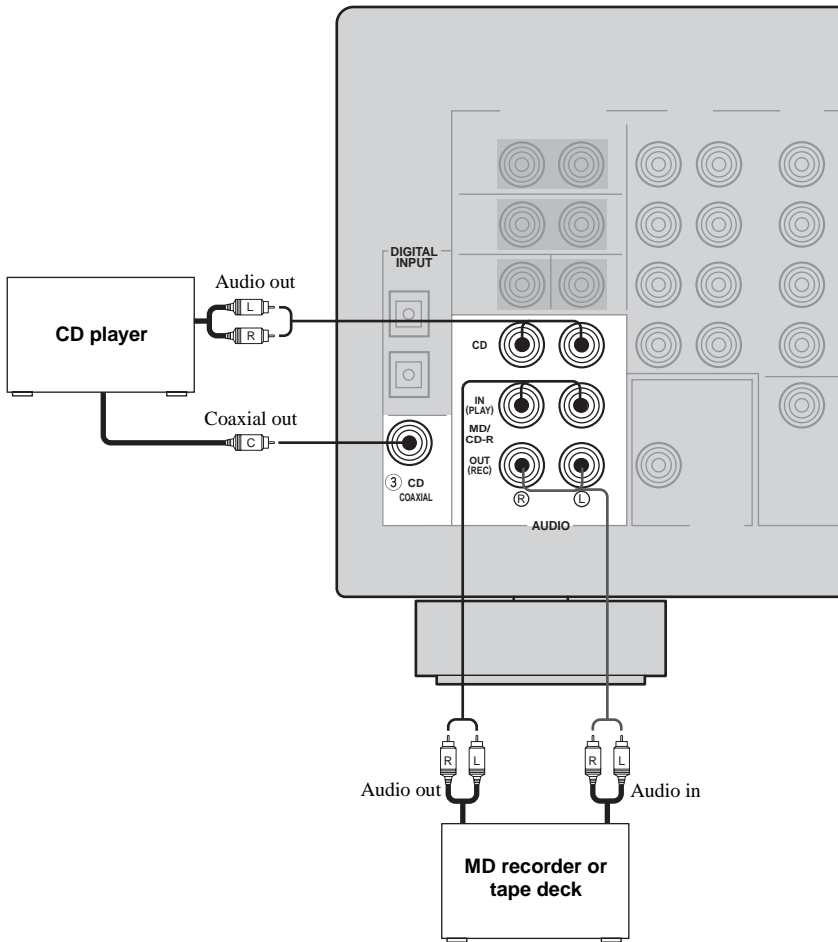 DIGITAL
INPUT
Audio out
L
R
CD player
CD
IN
(PLAY)
MD/
CD-R
OUT
(REC)
Coaxial out
C
3 CD
COAXIAL
R L
AUDIO
R L
R L
Audio out
Audio in
MD recorder or
tape deck